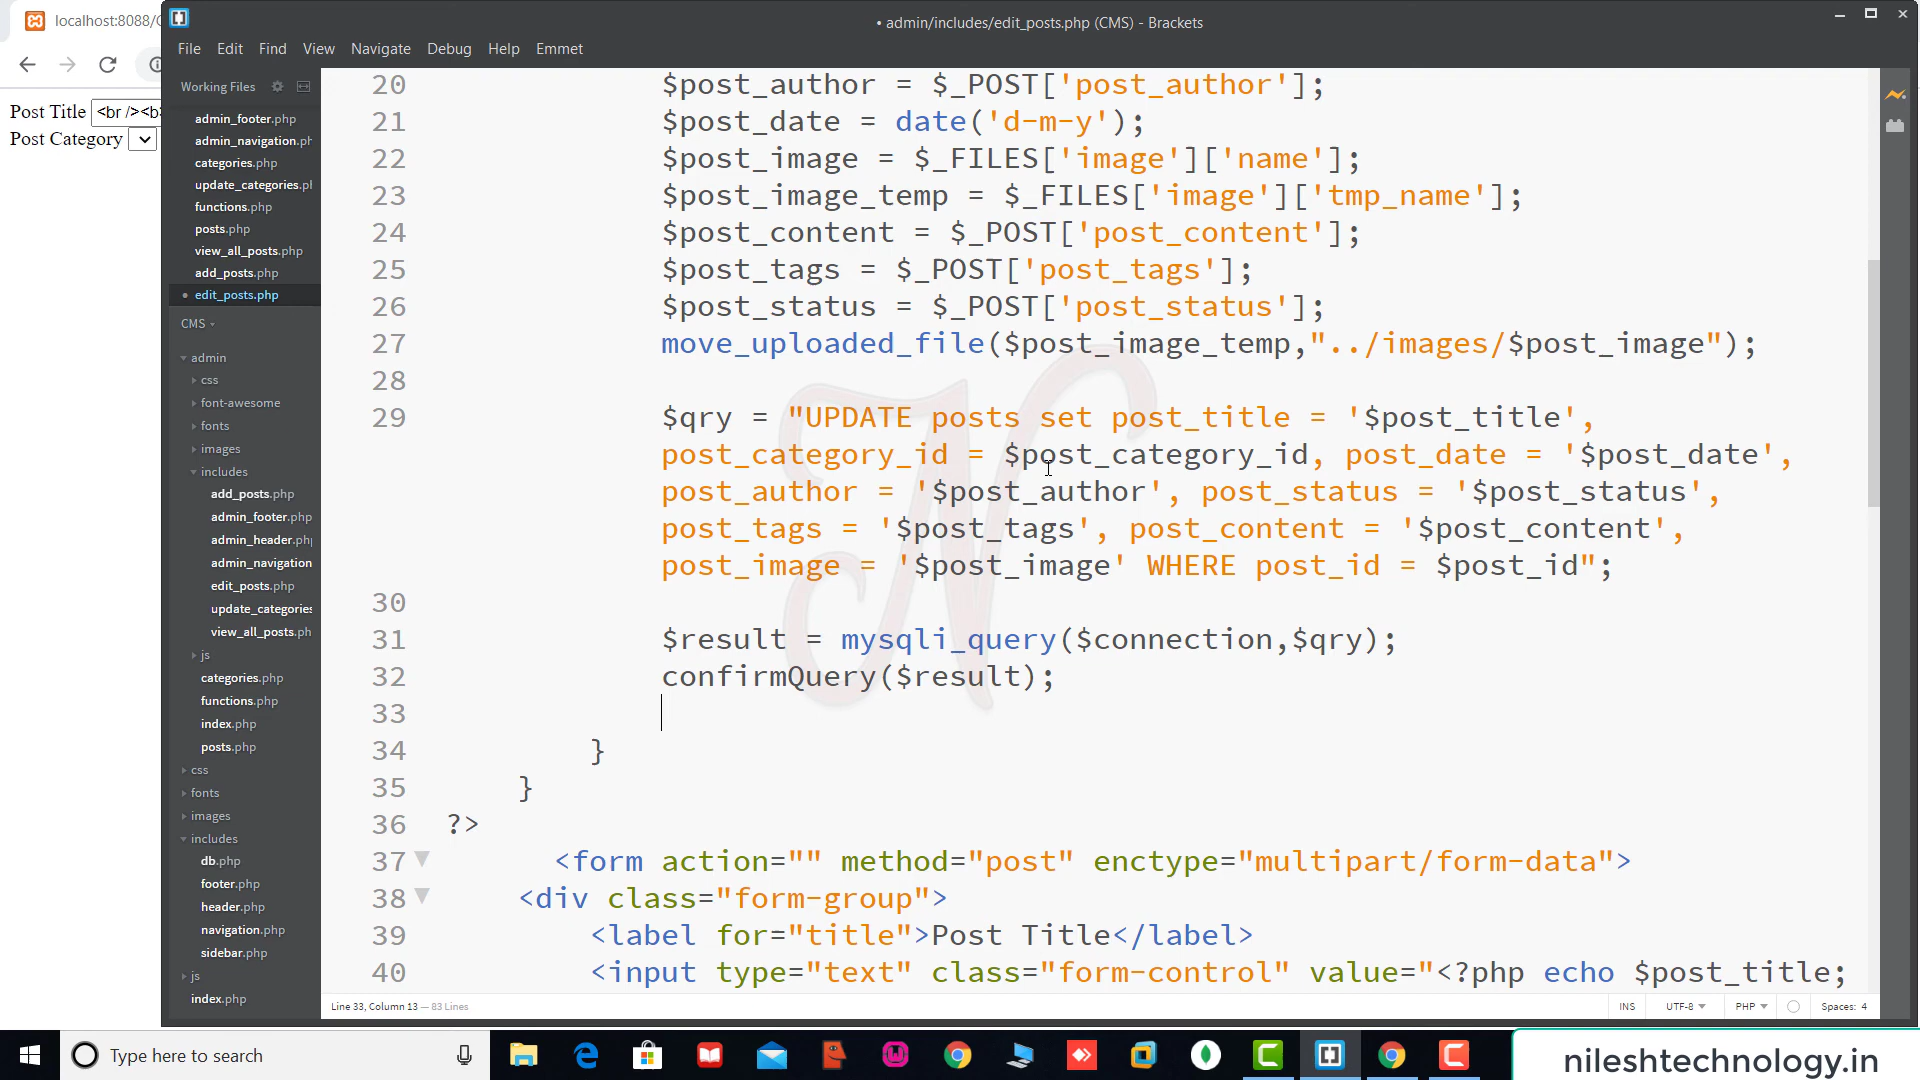 localhost:8088/C
Post Title <br /><b>
Post Category
• admin/includes/edit_posts.php (CMS) - Brackets
File Edit Find View Navigate Debug Help Emmet
Working Files
admin_footer.php
admin_navigation.ph
categories.php
update_categories.pl
functions.php
posts.php
view_all_posts.php
add_posts.php
edit_posts.php
CMS
admin
css
font-awesome
fonts
images
includes
add_posts.php
admin_footer.php
admin_header.ph
admin_navigation
edit_posts.php
update_categories
view_all_posts.ph
js
categories.php
functions.php
index.php
posts.php
css
fonts
images
includes
db.php
footer.php
header.php
navigation.php
sidebar.php
js
index.php
20 $post_author = $_POST['post_author'];
21 $post_date = date('d-m-y');
22 $post_image = $_FILES['image']['name'];
23 $post_image_temp = $_FILES['image']['tmp_name'];
24 $post_content = $_POST['post_content'];
25 $post_tags = $_POST['post_tags'];
26 $post_status = $_POST['post_status'];
27 move_uploaded_file($post_image_temp,"../images/$post_image");
28
29 $qry = "UPDATE posts set post_title = '$post_title',
post_category_id = $post_category_id, post_date = '$post_date',
post_author = '$post_author', post_status = '$post_status',
post_tags = '$post_tags', post_content = '$post_content',
post_image = '$post_image' WHERE post_id = $post_id";
30
31 $result = mysqli_query($connection,$qry);
32 confirmQuery($result);
33
34 }
35 }
36 ?>
37 <form action="" method="post" enctype="multipart/form-data">
38 <div class="form-group">
39 <label for="title">Post Title</label>
40 <input type="text" class="form-control" value="<?php echo $post_title;
Line 33, Column 13 — 83 Lines
INS UTF-8 PHP Spaces: 4
Type here to search
nileshtechnology.in